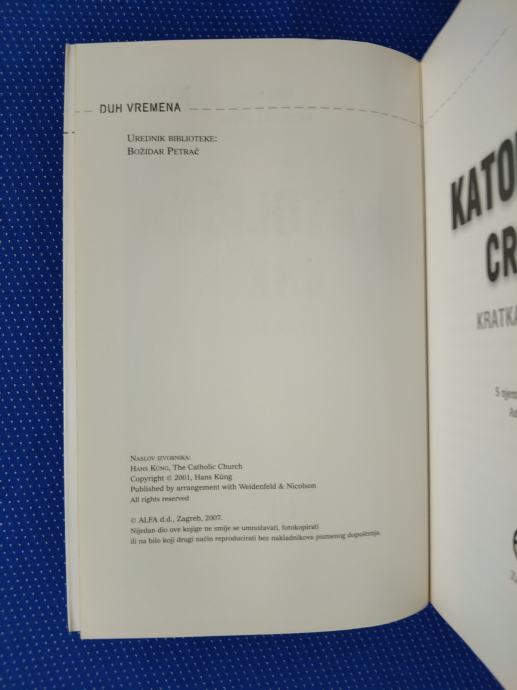 DUH VREMENA
UREDNIK BIBLIOTEKE:
BOŽIDAR PETRAČ
NASLOV IZVORNIKA:
HANS KÜNG, The Catholic Church
Copyright © 2001, Hans Küng
Published by arrangement with Weidenfeld & Nicolson
All rights reserved
© ALFA d.d., Zagreb, 2007.
Nijedan dio ove knjige ne smije se umnožavati, fotokopirati
ili na bilo koji drugi način reproducirati bez nakladnikova pismenog dopuštenja
KATO
CR
KRATKA
S njem